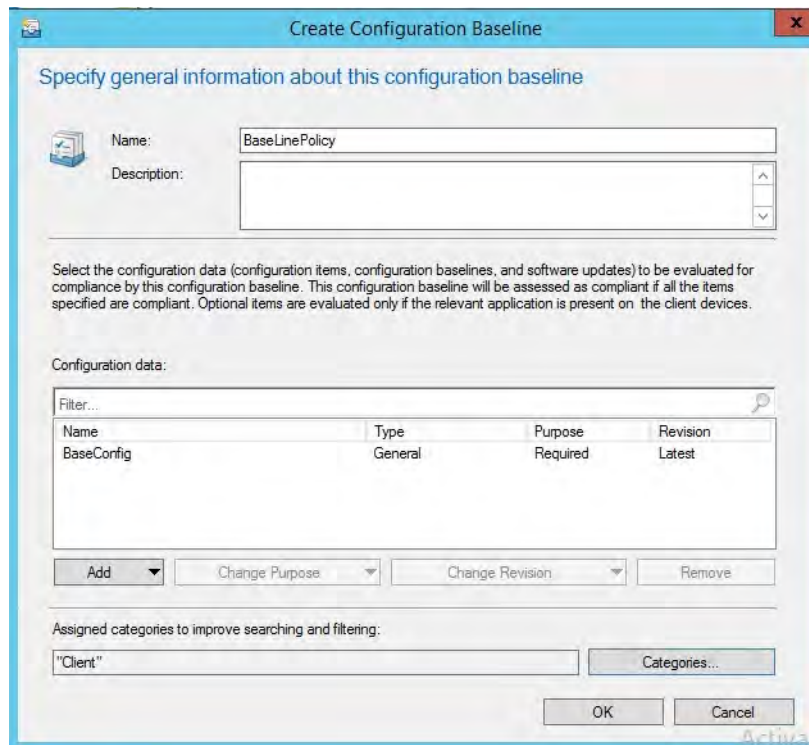 Create Configuration Baseline
x
Specify general information about this configuration baseline
Name: BaseLinePolicy
Description:
Select the configuration data (configuration items, configuration baselines, and software updates) to be evaluated for
compliance by this configuration baseline. This configuration baseline will be assessed as compliant if all the items
specified are compliant. Optional items are evaluated only if the relevant application is present on the client devices.
Configuration data:
Filter...
Name Type Purpose Revision
BaseConfig General Required Latest
Add Change Purpose Change Revision Remove
Assigned categories to improve searching and filtering:
"Client" Categories...
OK Cancel
Activa